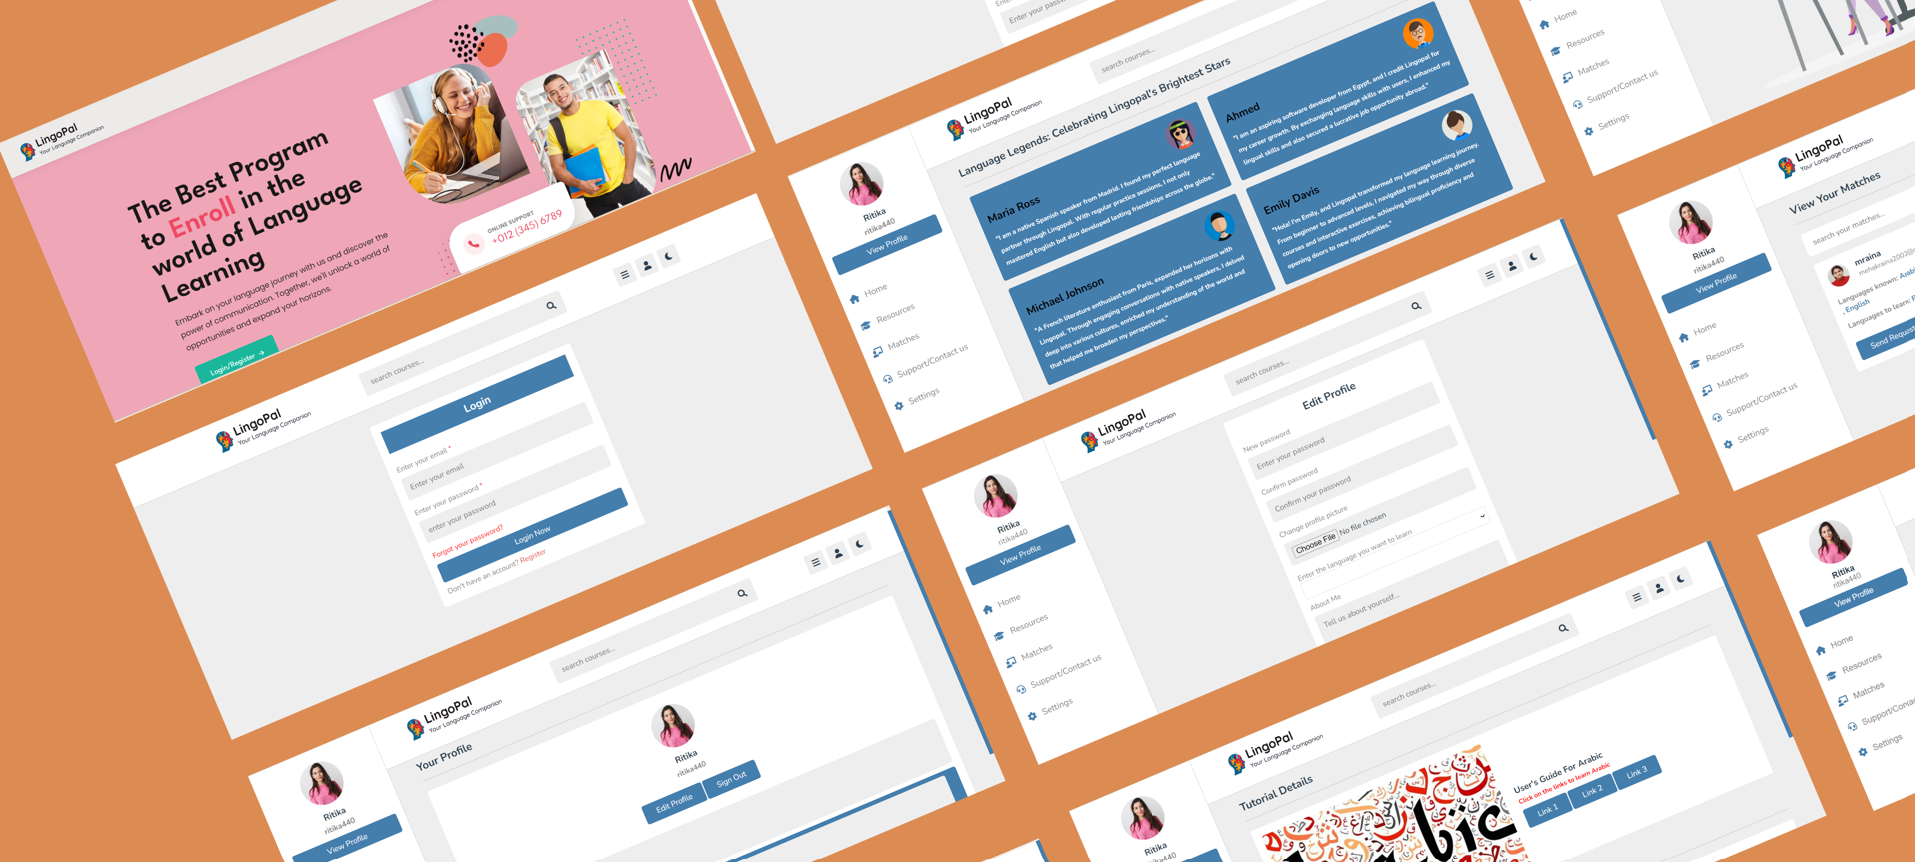 LingoPal
Your Language Companion
The Best Program
to Enroll in the
world of Language
Learning
Embark on your language journey with us and discover the
power of communication. Together, we'll unlock a world of
opportunities and expand your horizons.
Login/Register →
ONLINE SUPPORT
+012 (345) 6789
LingoPal
Your Language Companion
search courses...
Login
Enter your email *
Enter your email
Enter your password *
enter your password
Forgot your password?
Login Now
Don't have an account? Register
LingoPal
Your Language Companion
search courses...
Ritika
ritika440
View Profile
Your Profile
Ritika
ritika440
Edit Profile
Sign Out
Enter your password
LingoPal
Your Language Companion
search courses...
Ritika
ritika440
View Profile
Home
Resources
Matches
Support/Contact us
Settings
Language Legends: Celebrating Lingopal's Brightest Stars
Maria Ross
"I am a native Spanish speaker from Madrid. I found my perfect language
partner through Lingopal. With regular practice sessions, I not only
mastered English but also developed lasting friendships across the globe."
Ahmed
"I am an aspiring software developer from Egypt, and I credit Lingopal for
my career growth. By exchanging language skills with users, I enhanced my
lingual skills and also secured a lucrative job opportunity abroad."
Michael Johnson
"A French literature enthusiast from Paris, expanded her horizons with
Lingopal. Through engaging conversations with native speakers, I delved
deep into various cultures, enriched my understanding of the world and
that helped me broaden my perspectives."
Emily Davis
"Hola! I'm Emily, and Lingopal transformed my language learning journey.
From beginner to advanced levels, I navigated my way through diverse
courses and interactive exercises, achieving bilingual proficiency and
opening doors to new opportunities."
LingoPal
Your Language Companion
search courses...
Ritika
ritika440
View Profile
Home
Resources
Matches
Support/Contact us
Settings
Edit Profile
New password
Enter your password
Confirm password
Confirm your password
Change profile picture
Choose File No file chosen
Enter the language you want to learn
About Me
Tell us about yourself...
LingoPal
Your Language Companion
search courses...
Ritika
ritika440
Tutorial Details
User's Guide For Arabic
Click on the links to learn Arabic
Link 1
Link 2
Link 3
Home
Resources
Matches
Support/Contact us
Settings
LingoPal
Your Language Companion
Ritika
ritika440
View Profile
Home
Resources
Matches
Support/Contact us
Settings
View Your Matches
search your matches...
mraina
Languages known:
, English
Languages to learn:
Send Request
Ritika
ritika440
View Profile
Home
Resources
Matches
Settings